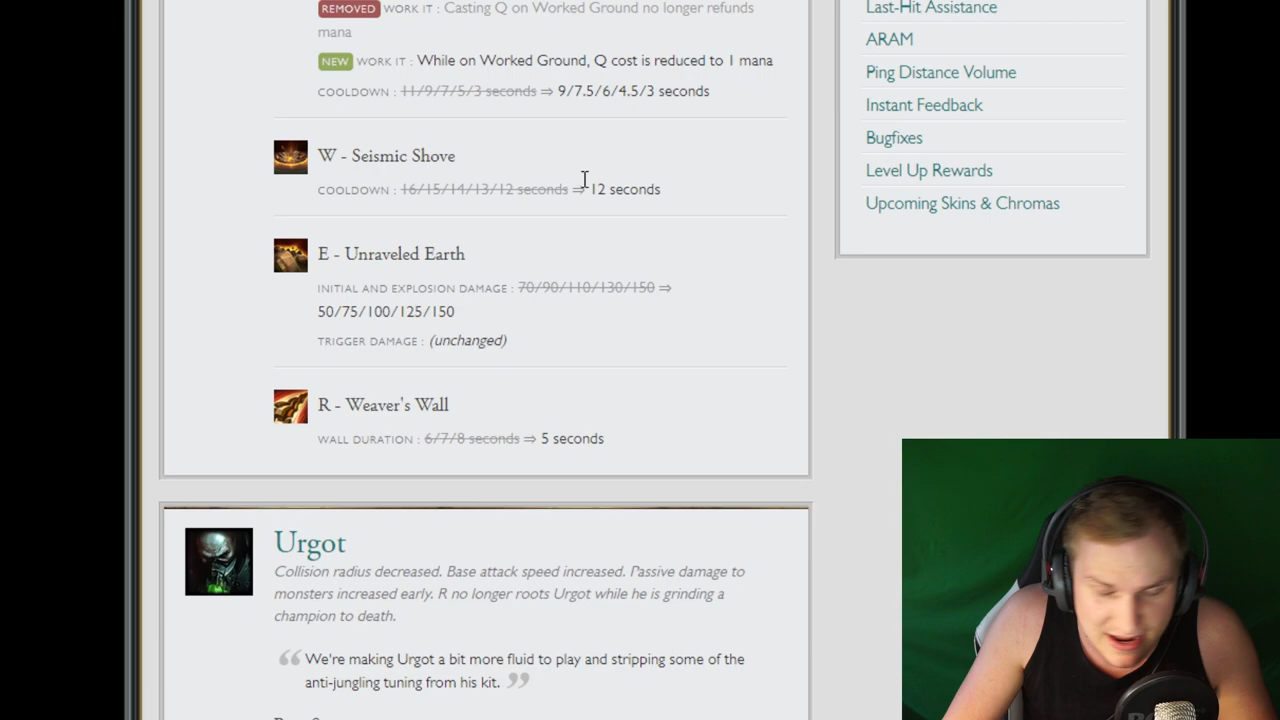 REMOVED WORK IT : Casting Q on Worked Ground no longer refunds
mana
NEW WORK IT : While on Worked Ground, Q cost is reduced to 1 mana
COOLDOWN : 11/9/7/5/3 seconds ⇒ 9/7.5/6/4.5/3 seconds
W - Seismic Shove
COOLDOWN : 16/15/14/13/12 seconds ⇒ 12 seconds
E - Unraveled Earth
INITIAL AND EXPLOSION DAMAGE : 70/90/110/130/150 ⇒
50/75/100/125/150
TRIGGER DAMAGE : (unchanged)
R - Weaver's Wall
WALL DURATION : 6/7/8 seconds ⇒ 5 seconds
Urgot
Collision radius decreased. Base attack speed increased. Passive damage to
monsters increased early. R no longer roots Urgot while he is grinding a
champion to death.
“ We're making Urgot a bit more fluid to play and stripping some of the
anti-jungling tuning from his kit. ”
Last-Hit Assistance
ARAM
Ping Distance Volume
Instant Feedback
Bugfixes
Level Up Rewards
Upcoming Skins & Chromas